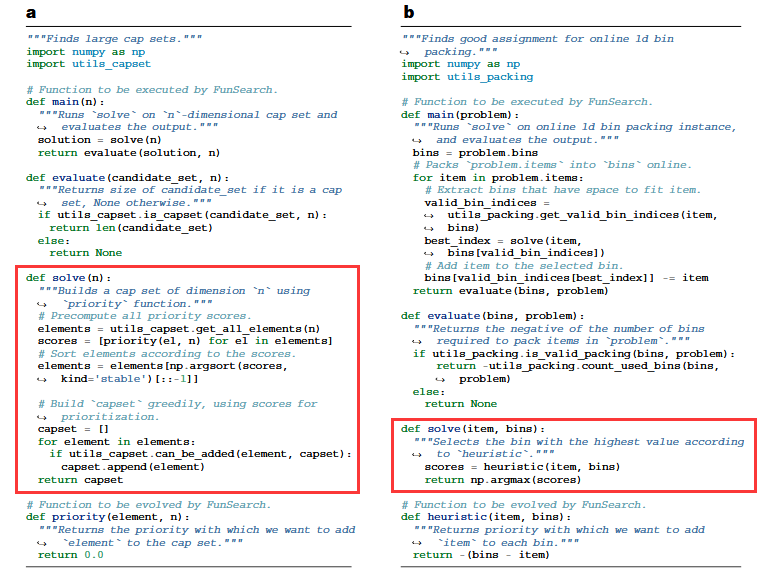 a
"""Finds large cap sets."""
import numpy as np
import utils_capset
# Function to be executed by FunSearch.
def main(n):
"""Runs `solve` on `n`-dimensional cap set and
↪ evaluates the output."""
solution = solve(n)
return evaluate(solution, n)
def evaluate(candidate_set, n):
"""Returns size of candidate_set if it is a cap
↪ set, None otherwise."""
if utils_capset.is_capset(candidate_set, n):
return len(candidate_set)
else:
return None
def solve(n):
"""Builds a cap set of dimension `n` using
↪ `priority` function."""
# Precompute all priority scores.
elements = utils_capset.get_all_elements(n)
scores = [priority(el, n) for el in elements]
# Sort elements according to the scores.
elements = elements[np.argsort(scores,
↪ kind='stable')[::-1]]
# Build `capset` greedily, using scores for
↪ prioritization.
capset = []
for element in elements:
if utils_capset.can_be_added(element, capset):
capset.append(element)
return capset
# Function to be evolved by FunSearch.
def priority(element, n):
"""Returns the priority with which we want to add
↪ `element` to the cap set."""
return 0.0
b
"""Finds good assignment for online 1d bin
↪ packing."""
import numpy as np
import utils_packing
# Function to be executed by FunSearch.
def main(problem):
"""Runs `solve` on online 1d bin packing instance,
↪ and evaluates the output."""
bins = problem.bins
# Packs `problem.items` into `bins` online.
for item in problem.items:
# Extract bins that have space to fit item.
valid_bin_indices =
↪ utils_packing.get_valid_bin_indices(item,
↪ bins)
best_index = solve(item,
↪ bins[valid_bin_indices])
# Add item to the selected bin.
bins[valid_bin_indices[best_index]] -= item
return evaluate(bins, problem)
def evaluate(bins, problem):
"""Returns the negative of the number of bins
↪ required to pack items in `problem`."""
if utils_packing.is_valid_packing(bins, problem):
return -utils_packing.count_used_bins(bins,
↪ problem)
else:
return None
def solve(item, bins):
"""Selects the bin with the highest value according
↪ to `heuristic`."""
scores = heuristic(item, bins)
return np.argmax(scores)
# Function to be evolved by FunSearch.
def heuristic(item, bins):
"""Returns priority with which we want to add
↪ `item` to each bin."""
return -(bins - item)